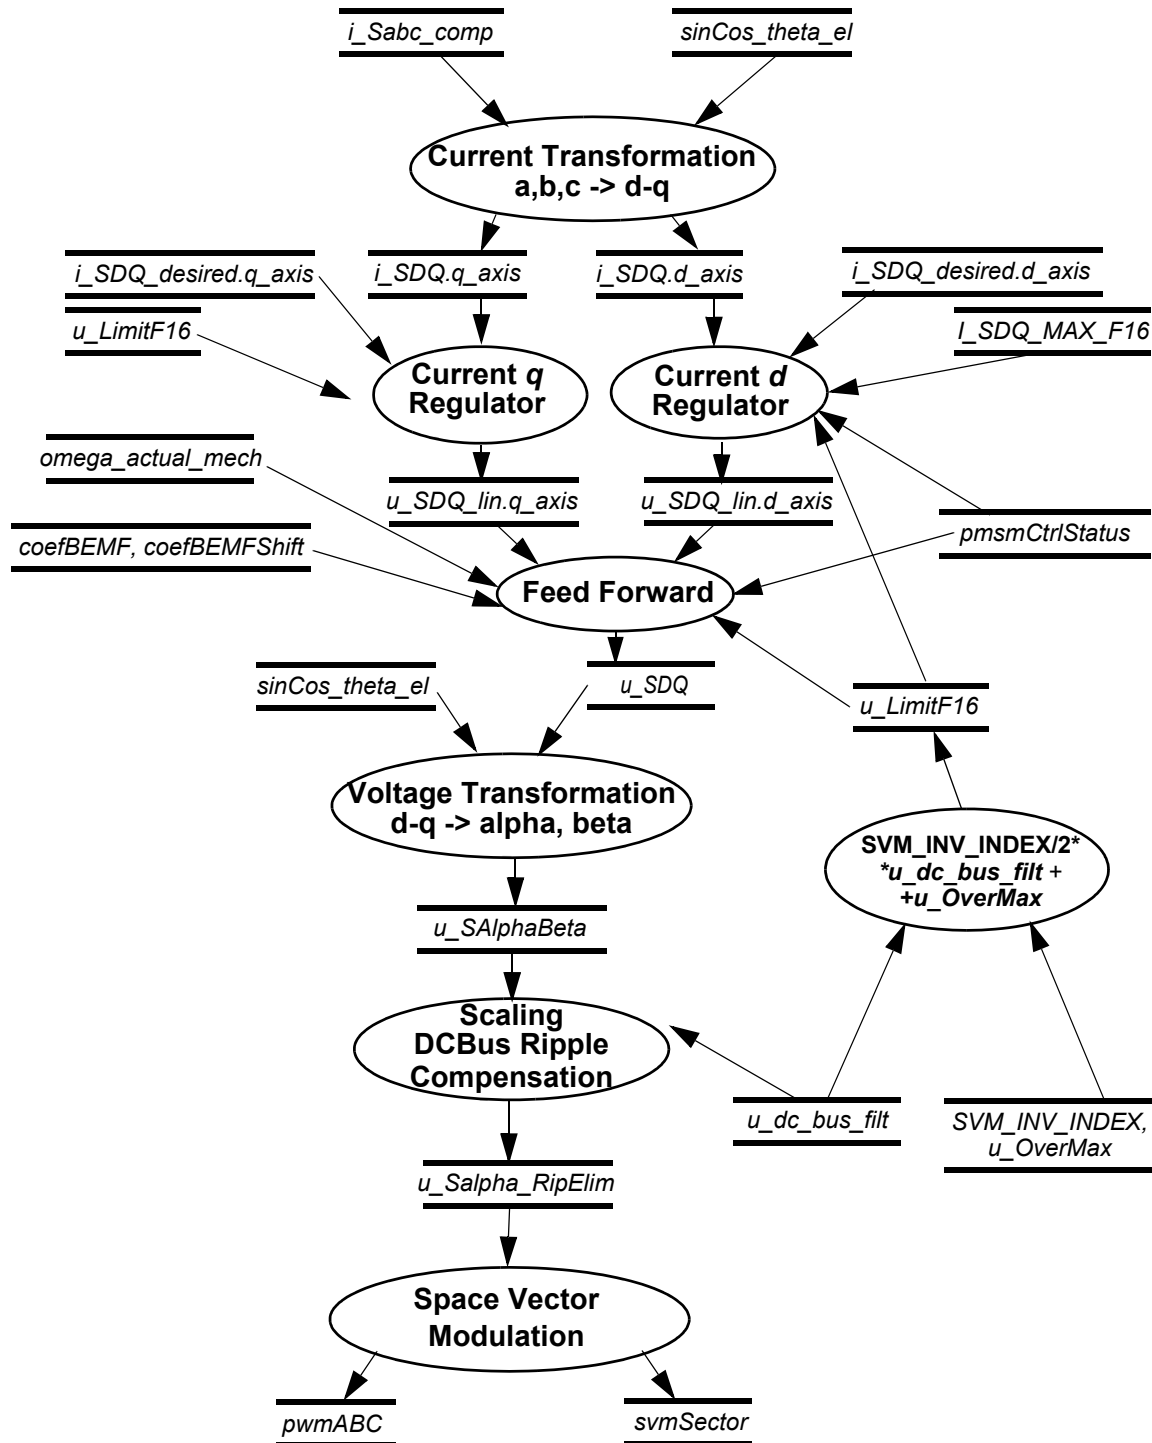 i_Sabc_comp
sinCos_theta_el
Current Transformation
a,b,c -> d-q
i_SDQ_desired.q_axis
i_SDQ.q_axis
i_SDQ.d_axis
i_SDQ_desired.d_axis
u_LimitF16
I_SDQ_MAX_F16
Current q
Regulator
Current d
Regulator
omega_actual_mech
u_SDQ_lin.q_axis
u_SDQ_lin.d_axis
coefBEMF, coefBEMFShift
pmsmCtrlStatus
Feed Forward
sinCos_theta_el
u_SDQ
u_LimitF16
Voltage Transformation
d-q -> alpha, beta
SVM_INV_INDEX/2*
*u_dc_bus_filt +
+u_OverMax
u_SAlphaBeta
Scaling
DCBus Ripple
Compensation
u_dc_bus_filt
SVM_INV_INDEX,
u_OverMax
u_Salpha_RipElim
Space Vector
Modulation
pwmABC
svmSector